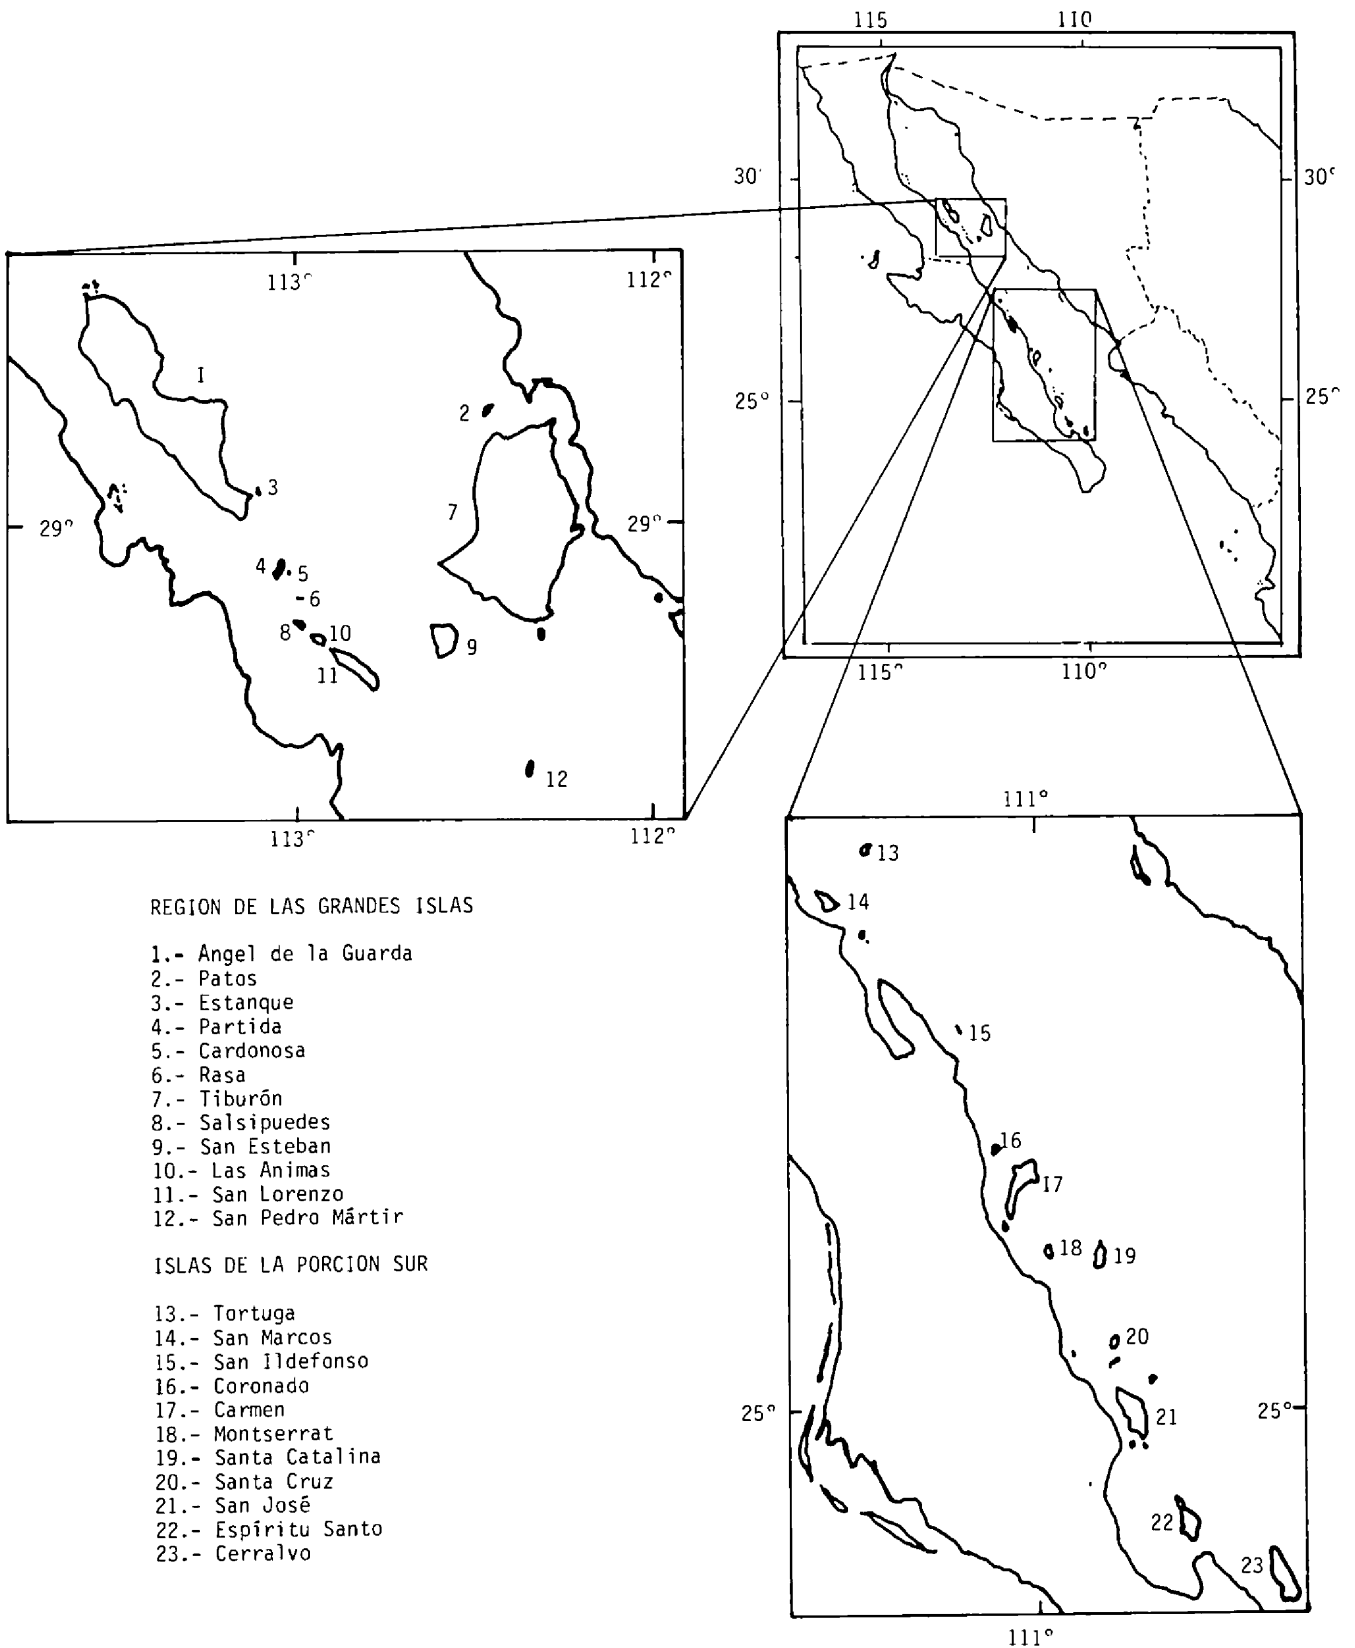 115 110
30' 30°
25° 25°
115° 110°
113° 112°
I
2
3
7
29° 29°
4 5
6
8 10
9
11
12
113° 112°
REGION DE LAS GRANDES ISLAS
1.- Angel de la Guarda
2.- Patos
3.- Estanque
4.- Partida
5.- Cardonosa
6.- Rasa
7.- Tiburón
8.- Salsipuedes
9.- San Esteban
10.- Las Animas
11.- San Lorenzo
12.- San Pedro Mártir
ISLAS DE LA PORCION SUR
13.- Tortuga
14.- San Marcos
15.- San Ildefonso
16.- Coronado
17.- Carmen
18.- Montserrat
19.- Santa Catalina
20.- Santa Cruz
21.- San José
22.- Espíritu Santo
23.- Cerralvo
111°
13
14
15
16
I7
18 19
20
25° 21 25°
22
23
111°